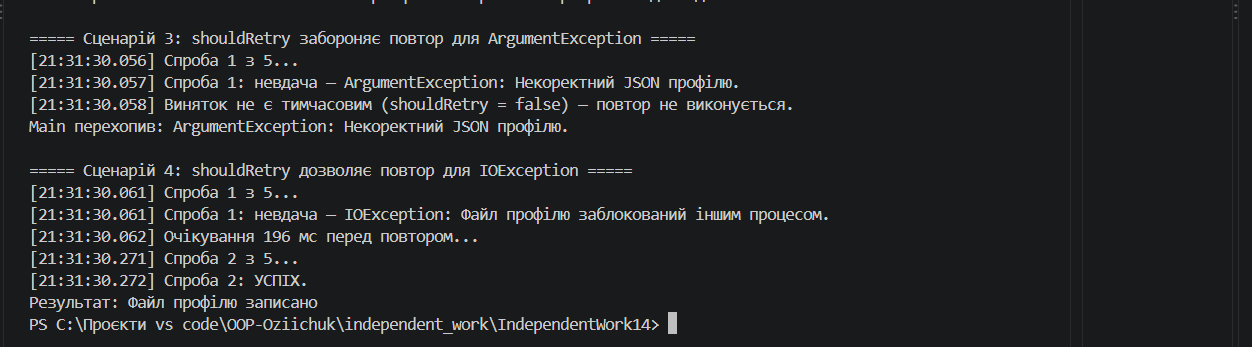 ===== Сценарій 3: shouldRetry забороняє повтор для ArgumentException =====
[21:31:30.056] Спроба 1 з 5...
[21:31:30.057] Спроба 1: невдача — ArgumentException: Некоректний JSON профілю.
[21:31:30.058] Виняток не є тимчасовим (shouldRetry = false) — повтор не виконується.
Main перехопив: ArgumentException: Некоректний JSON профілю.
===== Сценарій 4: shouldRetry дозволяє повтор для IOException =====
[21:31:30.061] Спроба 1 з 5...
[21:31:30.061] Спроба 1: невдача — IOException: Файл профілю заблокований іншим процесом.
[21:31:30.062] Очікування 196 мс перед повтором...
[21:31:30.271] Спроба 2 з 5...
[21:31:30.272] Спроба 2: УСПІХ.
Результат: Файл профілю записано
PS C:\Проєкти vs code\OOP-Oziichuk\independent_work\IndependentWork14>